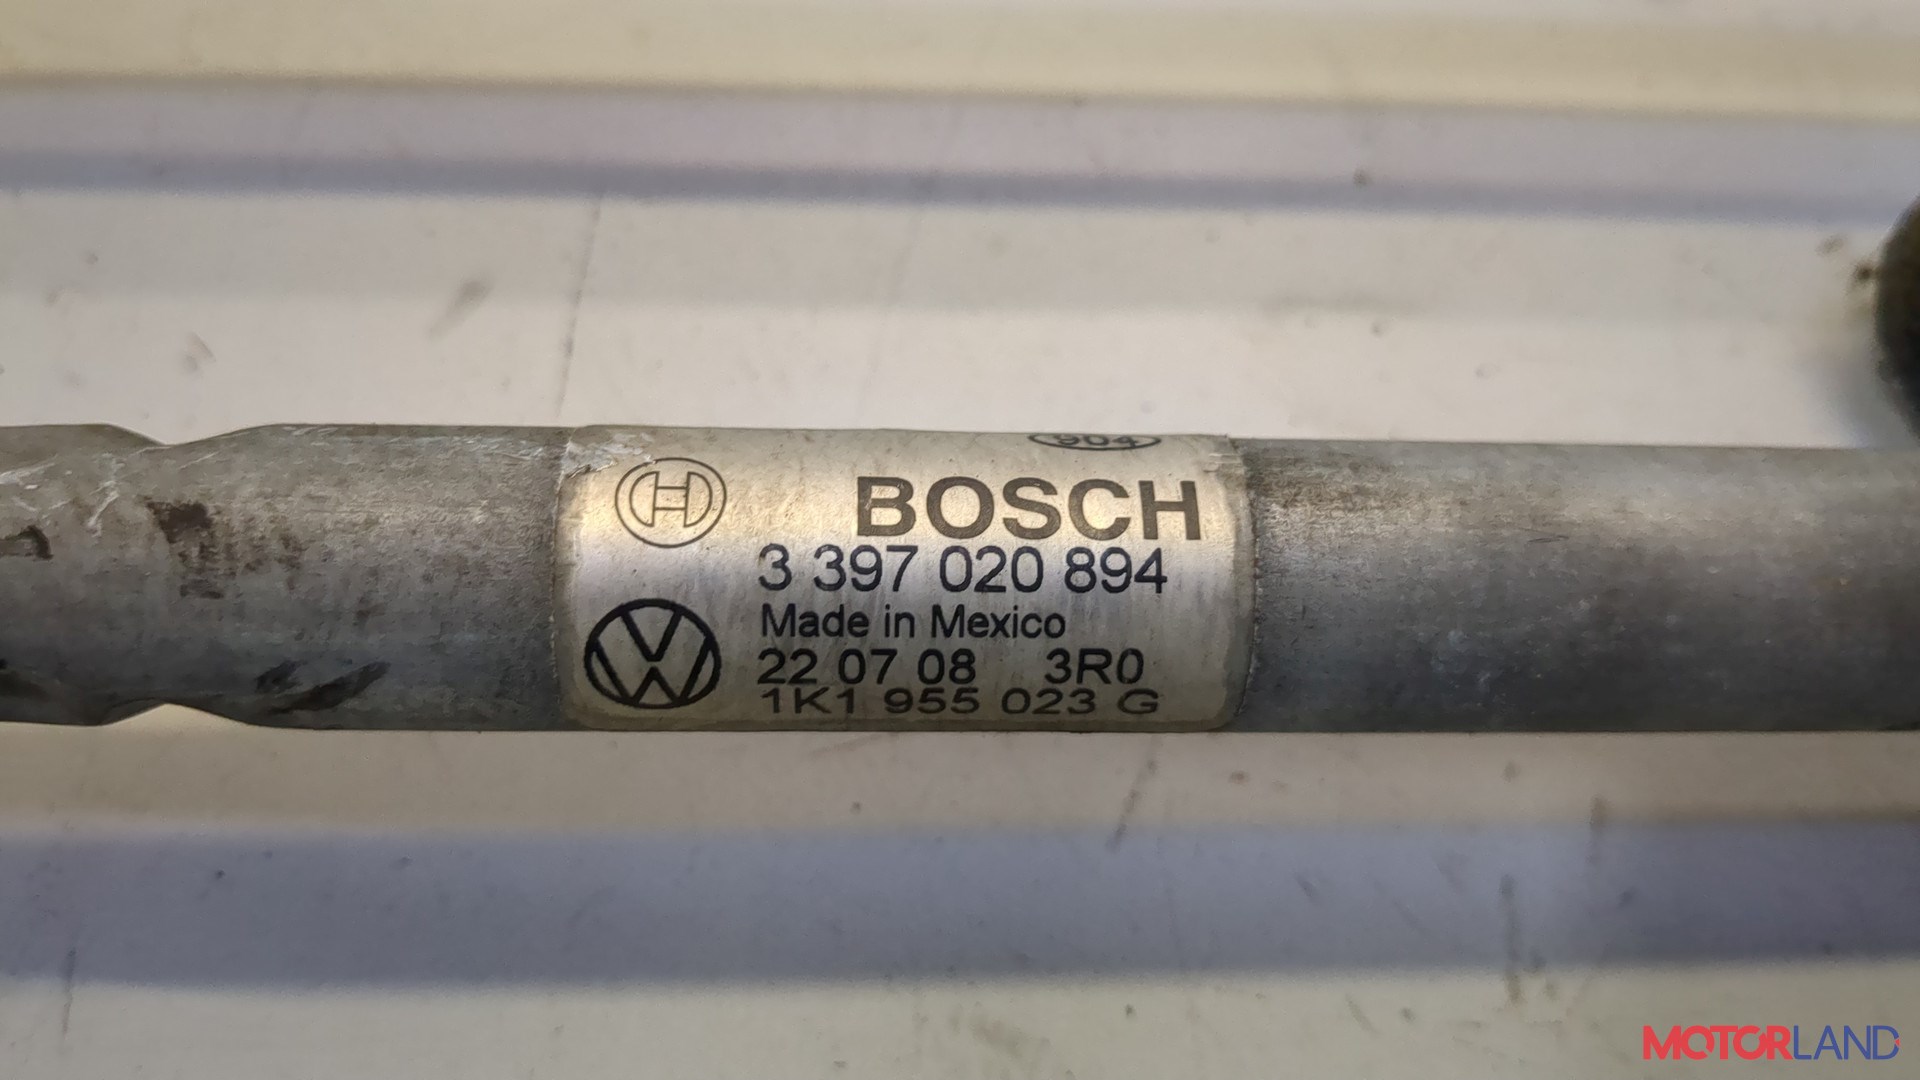 904
BOSCH
3 397 020 894
Made in Mexico
22 07 08 3R0
1K1 955 023 G
MOTORLAND